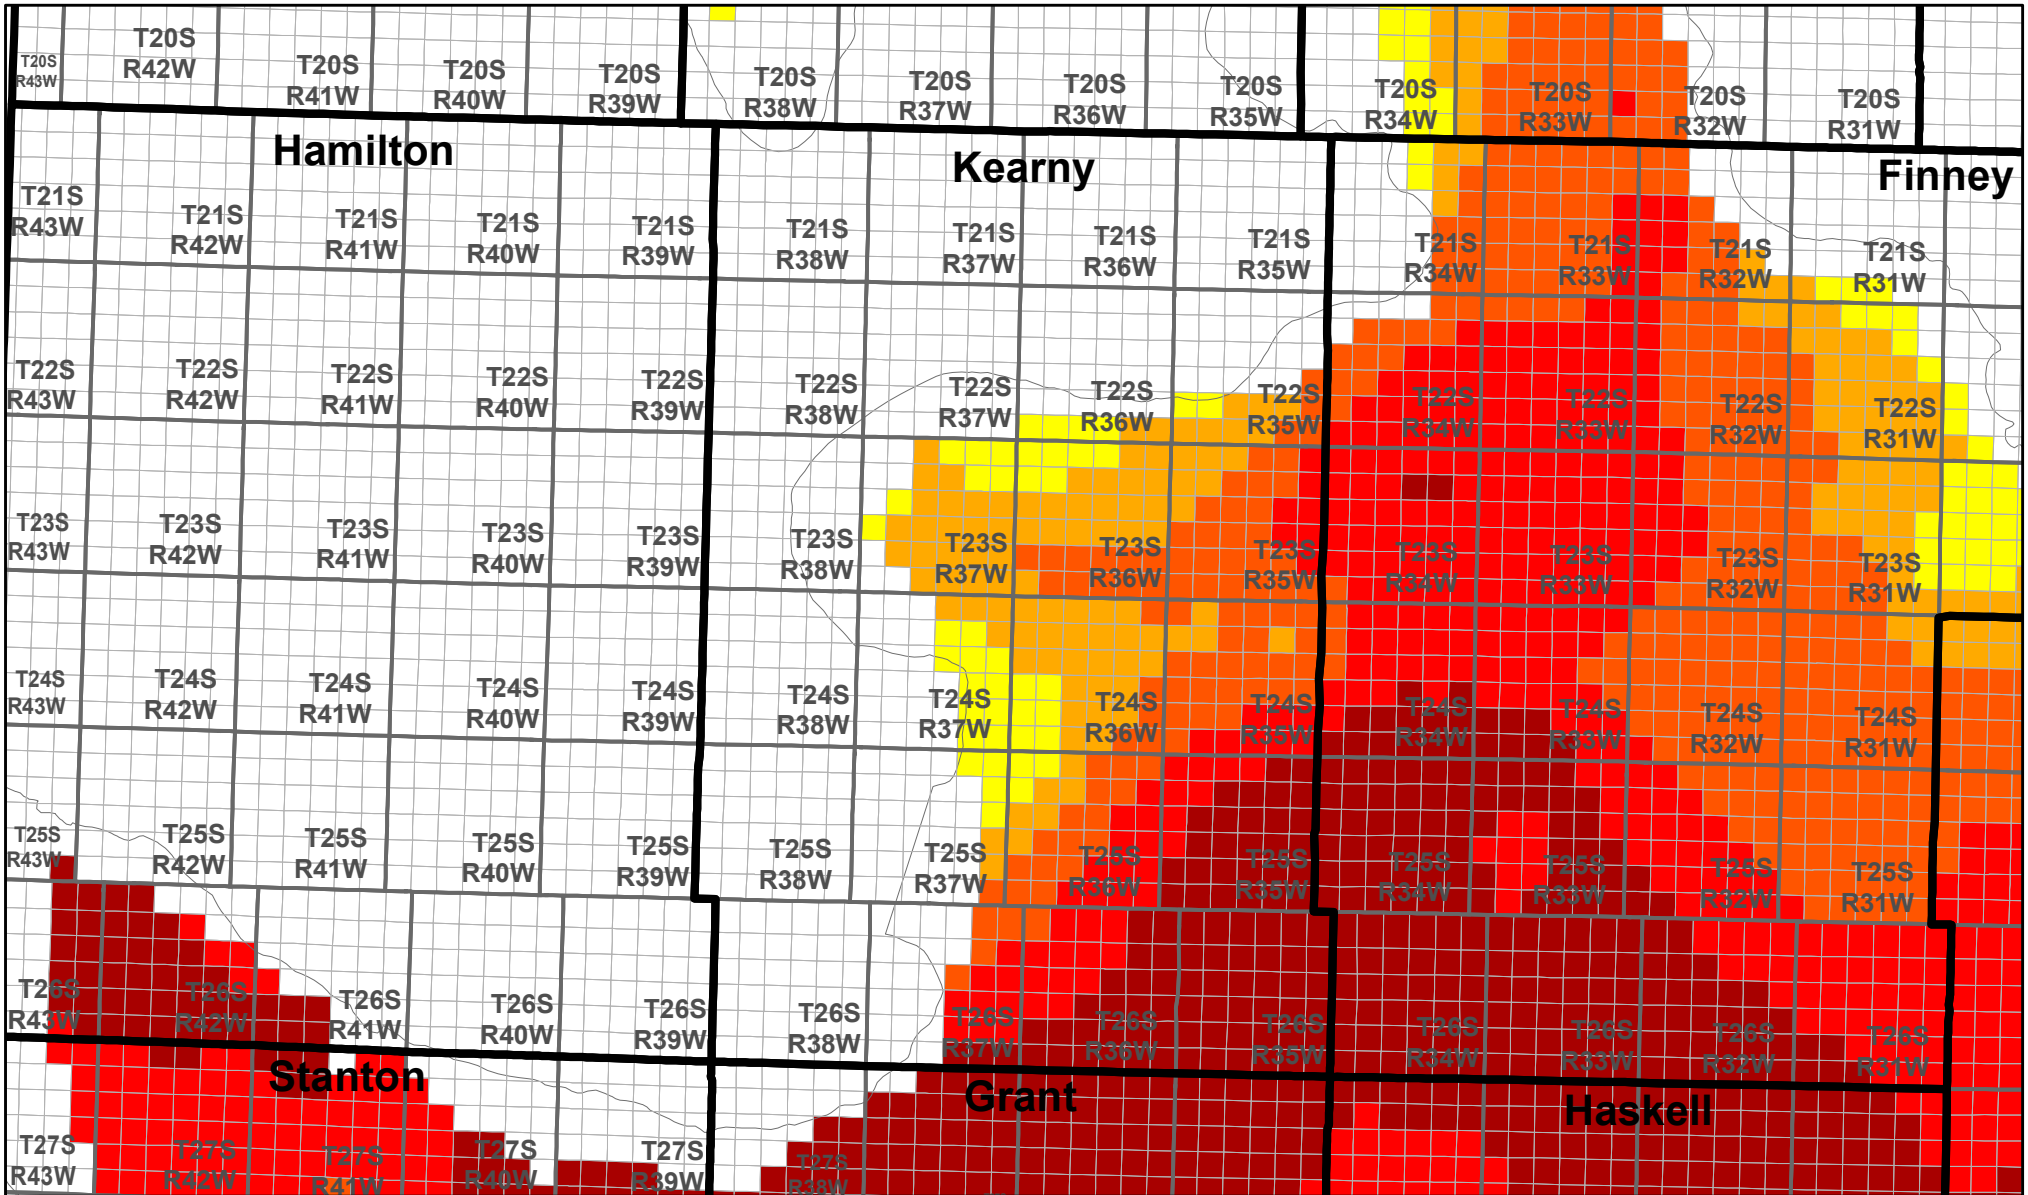 T20S
R43W
T20S
R42W
T20S
R41W
T20S
R40W
T20S
R39W
T20S
R38W
T20S
R37W
T20S
R36W
T20S
R35W
T20S
R34W
T20S
R33W
T20S
R32W
T20S
R31W
Hamilton
Kearny
Finney
T21S
R43W
T21S
R42W
T21S
R41W
T21S
R40W
T21S
R39W
T21S
R38W
T21S
R37W
T21S
R36W
T21S
R35W
T21S
R34W
T21S
R33W
T21S
R32W
T21S
R31W
T22S
R43W
T22S
R42W
T22S
R41W
T22S
R40W
T22S
R39W
T22S
R38W
T22S
R37W
T22S
R36W
T22S
R35W
T22S
R34W
T22S
R33W
T22S
R32W
T22S
R31W
T23S
R43W
T23S
R42W
T23S
R41W
T23S
R40W
T23S
R39W
T23S
R38W
T23S
R37W
T23S
R36W
T23S
R35W
T23S
R34W
T23S
R33W
T23S
R32W
T23S
R31W
T24S
R43W
T24S
R42W
T24S
R41W
T24S
R40W
T24S
R39W
T24S
R38W
T24S
R37W
T24S
R36W
T24S
R35W
T24S
R34W
T24S
R33W
T24S
R32W
T24S
R31W
T25S
R43W
T25S
R42W
T25S
R41W
T25S
R40W
T25S
R39W
T25S
R38W
T25S
R37W
T25S
R36W
T25S
R35W
T25S
R34W
T25S
R33W
T25S
R32W
T25S
R31W
T26S
R43W
T26S
R42W
T26S
R41W
T26S
R40W
T26S
R39W
T26S
R38W
T26S
R37W
T26S
R36W
T26S
R35W
T26S
R34W
T26S
R33W
T26S
R32W
T26S
R31W
Stanton
Grant
Haskell
T27S
R43W
T27S
R42W
T27S
R41W
T27S
R40W
T27S
R39W
T27S
R38W